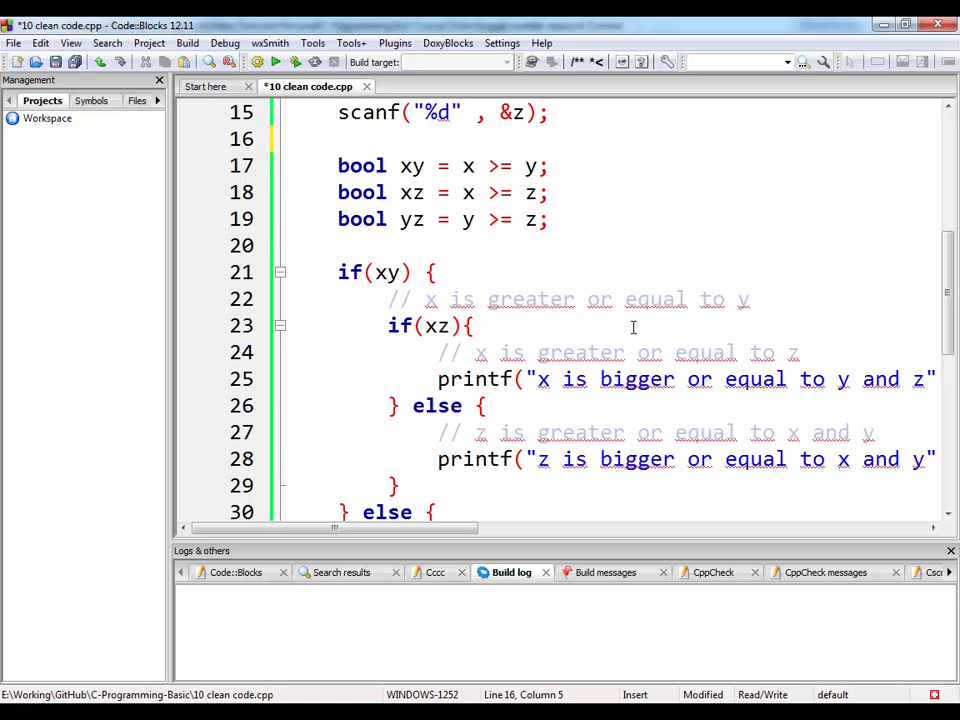 *10 clean code.cpp - Code::Blocks 12.11
File Edit View Search Project Build Debug wxSmith Tools Tools+ Plugins DoxyBlocks Settings Help
Build target:
/** *<
Management
Projects Symbols Files
Workspace
Start here *10 clean code.cpp
15 scanf("%d" , &z);
16
17 bool xy = x >= y;
18 bool xz = x >= z;
19 bool yz = y >= z;
20
21 if(xy) {
22 // x is greater or equal to y
23 if(xz){
24 // x is greater or equal to z
25 printf("x is bigger or equal to y and z"
26 } else {
27 // z is greater or equal to x and y
28 printf("z is bigger or equal to x and y"
29 }
30 } else {
Logs & others
Code::Blocks Search results Cccc Build log Build messages CppCheck CppCheck messages Csco
E:\Working\GitHub\C-Programming-Basic\10 clean code.cpp WINDOWS-1252 Line 16, Column 5 Insert Modified Read/Write default